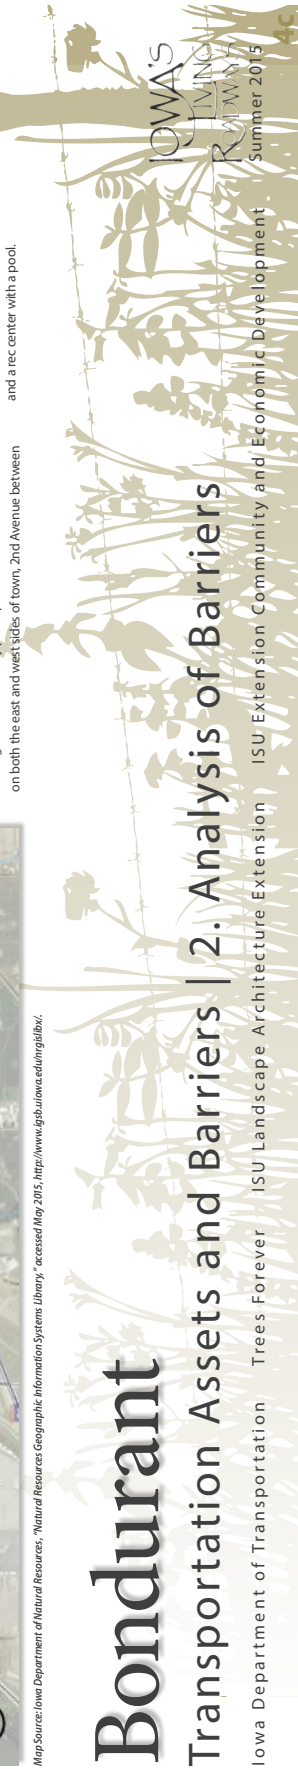 on both the east and west sides of town, 2nd Avenue between
and a rec center with a pool.
Map Source: Iowa Department of Natural Resources, "Natural Resources Geographic Information Systems Library," accessed May 2015, http://www.igsb.uiowa.edu/nrgislibx/.
Bondurant
Transportation Assets and Barriers | 2. Analysis of Barriers
Iowa Department of Transportation Trees Forever ISU Landscape Architecture Extension ISU Extension Community and Economic Development Summer 2015
IOWA'S
LIVING
ROADWAYS
4c